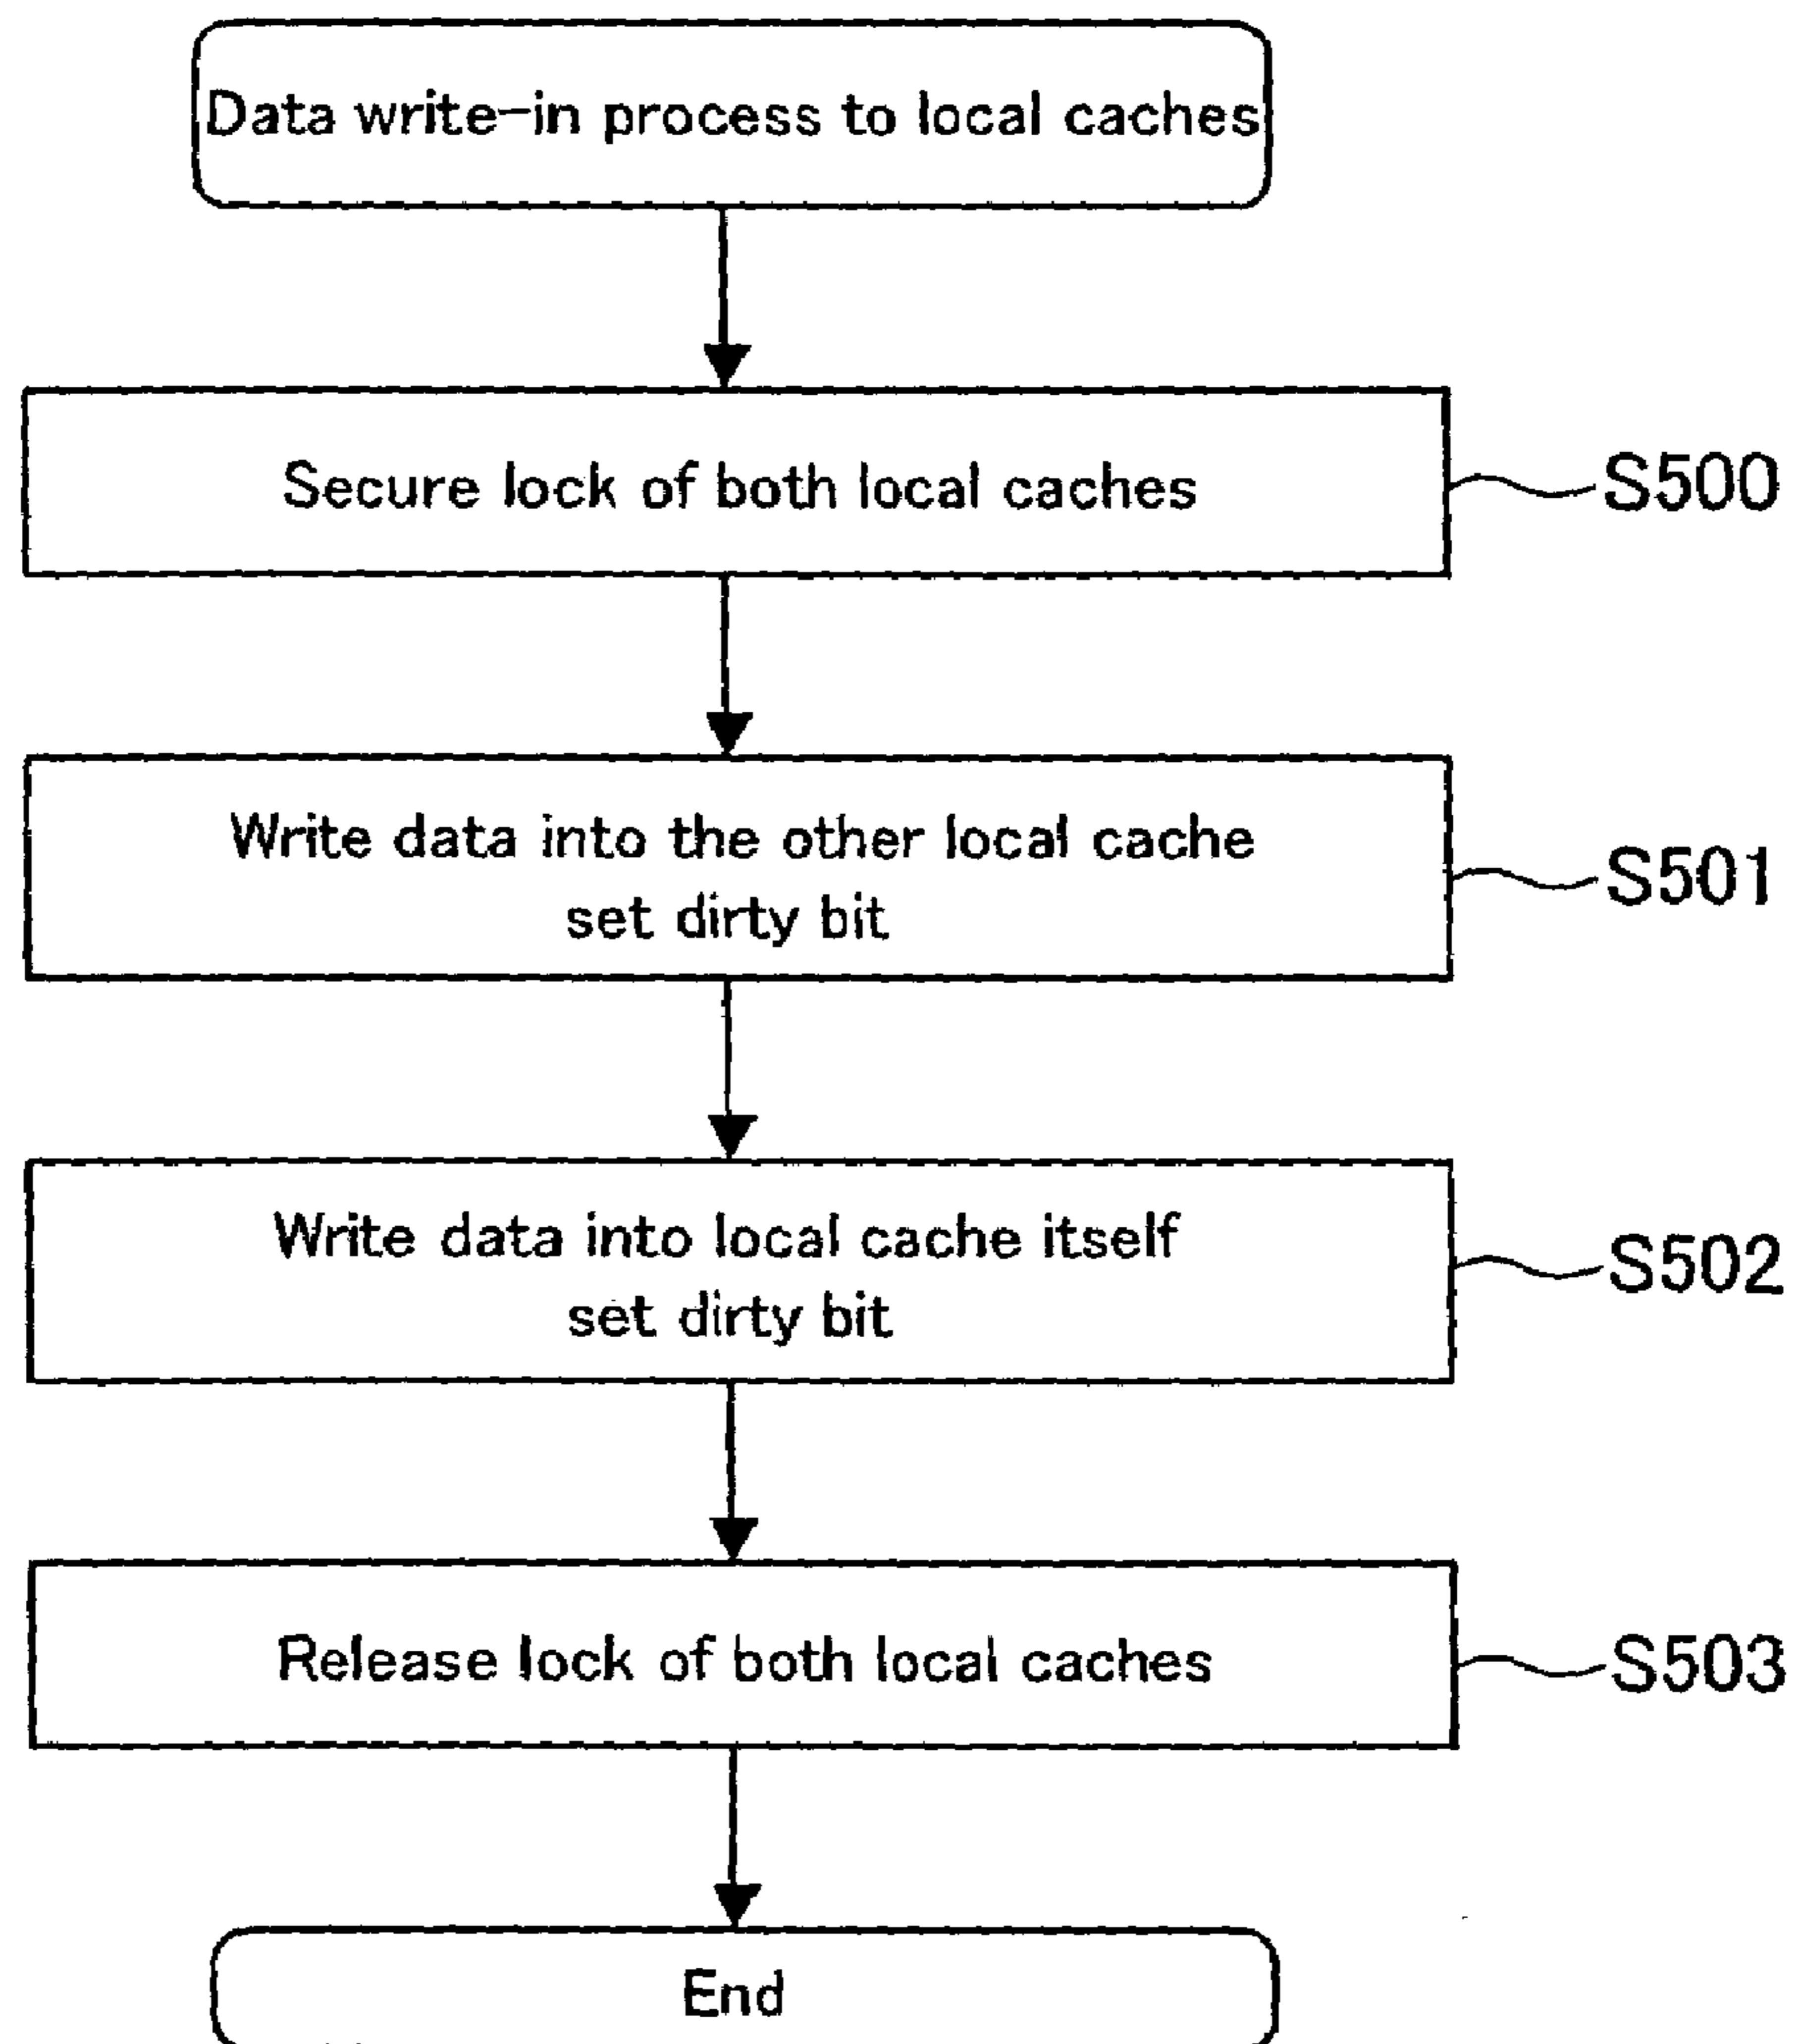 Data write-in process to local caches
Secure lock of both local caches
S500
Write data into the other local cache
set dirty bit
S501
Write data into local cache itself
set dirty bit
S502
Release lock of both local caches
S503
End